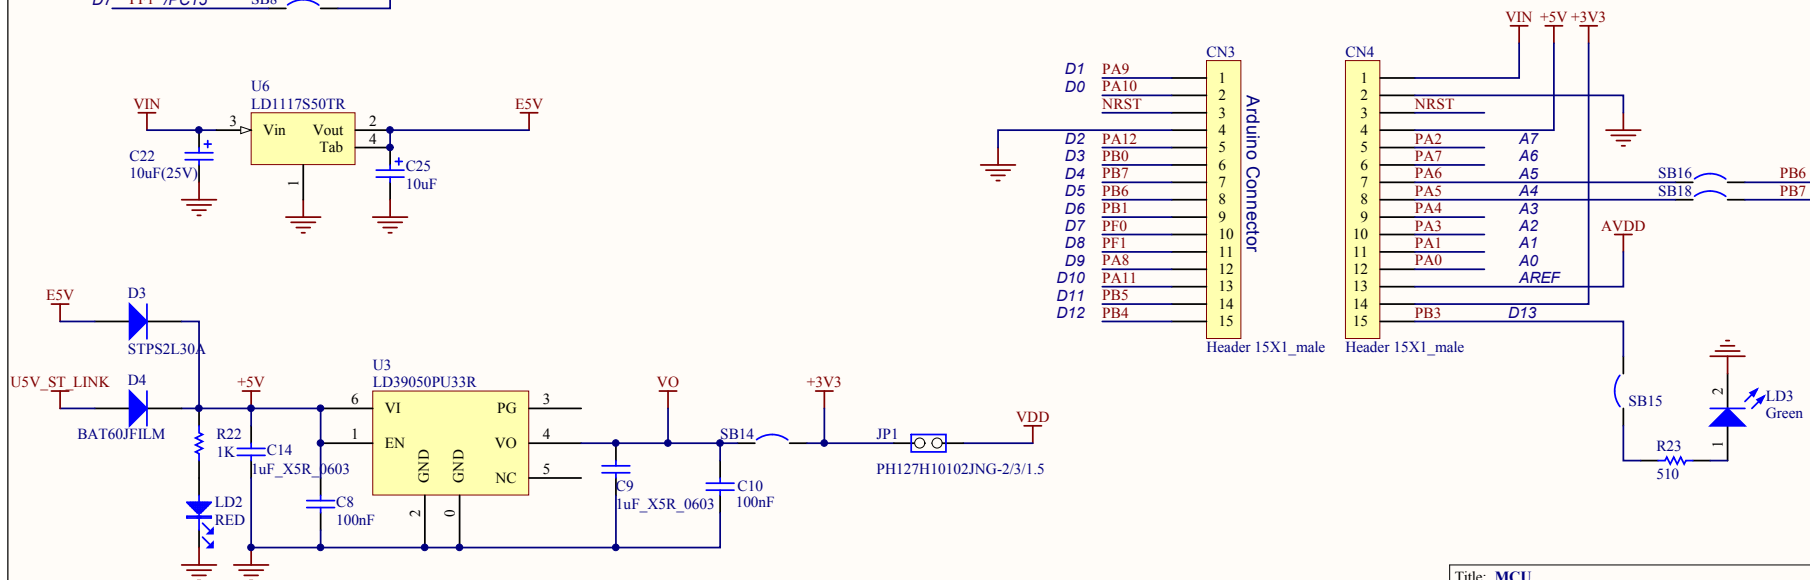 D7 PF1 /PC15 SB8
VIN +5V +3V3
U6
LD1117S50TR
VIN
E5V
3 Vin Vout 2
Tab 4
1
C22
10uF(25V)
C25
10uF
CN3
D1 PA9 1
D0 PA10 2
NRST 3
4
D2 PA12 5
D3 PB0 6
D4 PB7 7
D5 PB6 8
D6 PB1 9
D7 PF0 10
D8 PF1 11
D9 PA8 12
D10 PA11 13
D11 PB5 14
D12 PB4 15
Header 15X1_male
Arduino Connector
CN4
1
2
3 NRST
4
5 PA2 A7
6 PA7 A6
7 PA6 A5 SB16 PB6
8 PA5 A4 SB18 PB7
9 PA4 A3
10 PA3 A2
11 PA1 A1
12 PA0 A0
13 AREF
14
15 PB3 D13
Header 15X1_male
AVDD
SB15
R23
510
2
1
LD3
Green
E5V
D3
STPS2L30A
U5V_ST_LINK
D4
BAT60JFILM
+5V
R22
1K
C14
1uF_X5R_0603
LD2
RED
C8
100nF
U3
LD39050PU33R
6 VI PG 3
1 EN VO 4
NC 5
GND GND
2 0
VO
C9
1uF_X5R_0603
C10
100nF
SB14
+3V3
JP1
PH127H10102JNG-2/3/1.5
VDD
Title: MCU